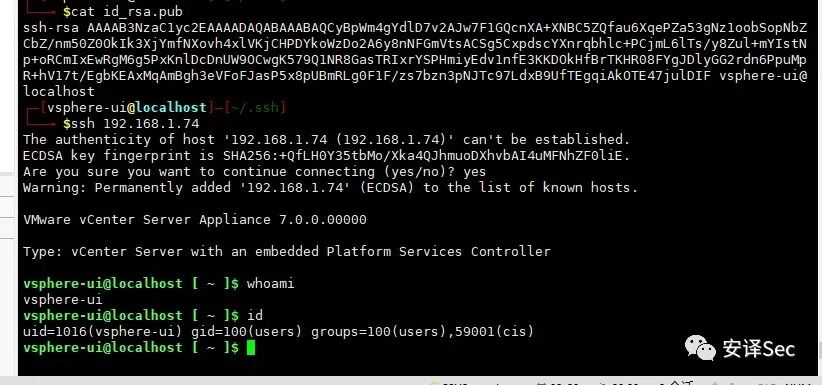 $cat id_rsa.pub
ssh-rsa AAAAB3NzaC1yc2EAAAADAQABAAABAQCyBpWm4gYdlD7v2AJw7F1GQcnXA+XNBC5ZQfau6XqePZa53gNz1oobSopNbZ
CbZ/nm50Z0OkIk3XjYmfNXovh4xlVKjCHPDYkoWzDo2A6y8nNFGmVtsACSg5CxpdscYXnrqbhlc+PCjmL6lTs/y8Zul+mYIstN
p+oRCmIxEwRgM6g5PxKnlDcDnUW9OCwgK579Q1NR8GasTRIxrYSPHmiyEdv1nfE3KKDOkHfBrTKHR08FYgJDlyGG2rdn6PpuMp
R+hV17t/EgbKEAxMqAmBgh3eVFoFJasP5x8pUBmRLg0F1F/zs7bzn3pNJTc97LdxB9UfTEgqiAkOTE47julDIF vsphere-ui@
localhost
[vsphere-ui@localhost]—[~/.ssh]
$ssh 192.168.1.74
The authenticity of host '192.168.1.74 (192.168.1.74)' can't be established.
ECDSA key fingerprint is SHA256:+QfLH0Y35tbMo/Xka4QJhmuoDXhvbAI4uMFNhZF0liE.
Are you sure you want to continue connecting (yes/no)? yes
Warning: Permanently added '192.168.1.74' (ECDSA) to the list of known hosts.
VMware vCenter Server Appliance 7.0.0.00000
Type: vCenter Server with an embedded Platform Services Controller
vsphere-ui@localhost [ ~ ]$ whoami
vsphere-ui
vsphere-ui@localhost [ ~ ]$ id
uid=1016(vsphere-ui) gid=100(users) groups=100(users),59001(cis)
vsphere-ui@localhost [ ~ ]$
安译Sec